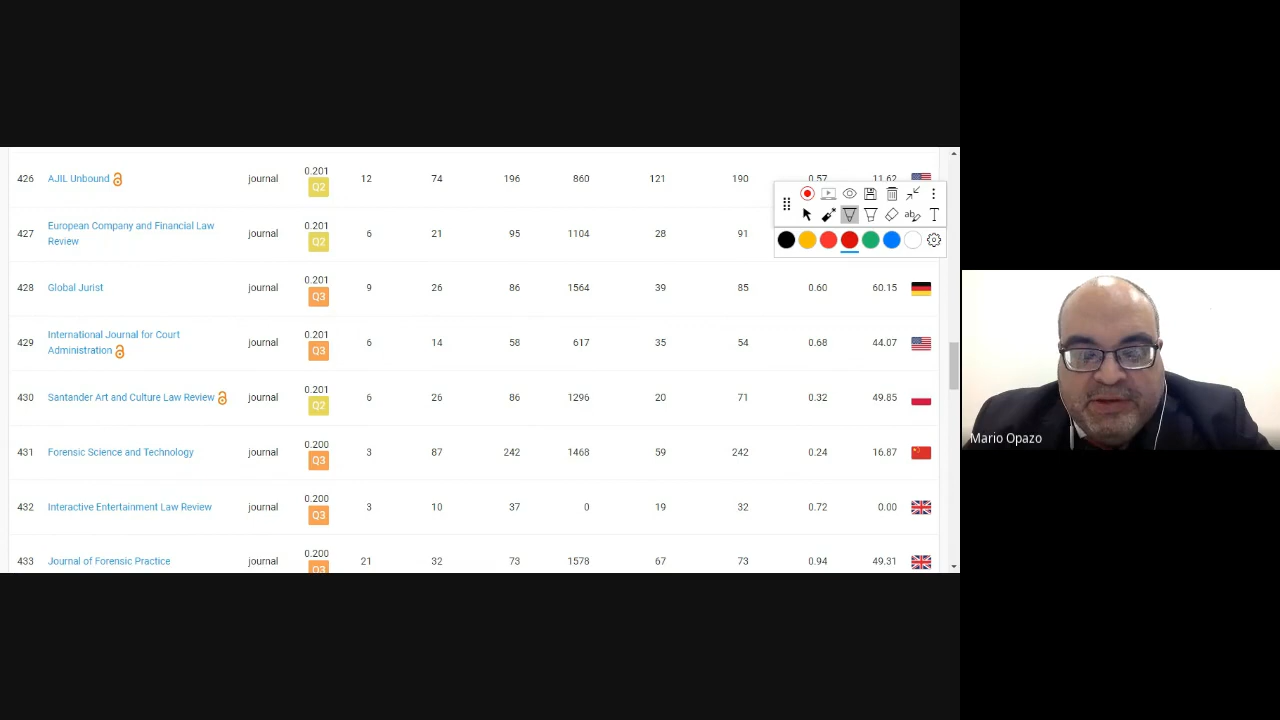 426 AJIL Unbound journal 0.201 Q2 12 74 196 860 121 190 0.57 11.62
427 European Company and Financial Law Review journal 0.201 Q2 6 21 95 1104 28 91
428 Global Jurist journal 0.201 Q3 9 26 86 1564 39 85 0.60 60.15
429 International Journal for Court Administration journal 0.201 Q3 6 14 58 617 35 54 0.68 44.07
430 Santander Art and Culture Law Review journal 0.201 Q2 6 26 86 1296 20 71 0.32 49.85
431 Forensic Science and Technology journal 0.200 Q3 3 87 242 1468 59 242 0.24 16.87
432 Interactive Entertainment Law Review journal 0.200 Q3 3 10 37 0 19 32 0.72 0.00
433 Journal of Forensic Practice journal 0.200 Q3 21 32 73 1578 67 73 0.94 49.31
ab
T
Mario Opazo